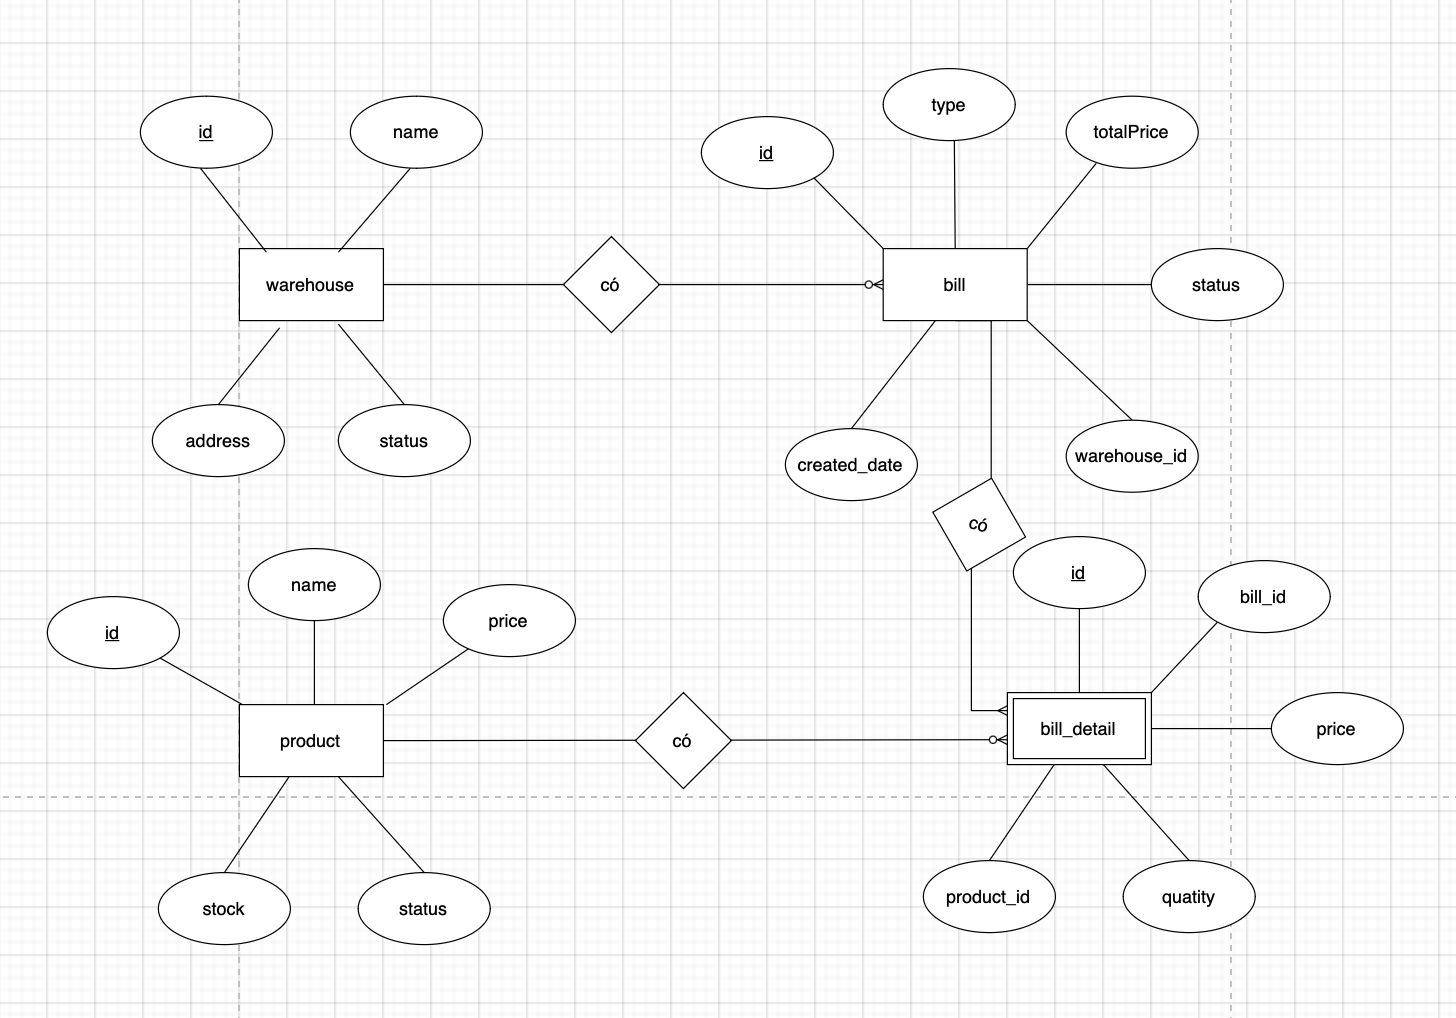 type
id
name
totalPrice
id
warehouse
có
bill
status
address
status
created_date
warehouse_id
có
id
name
bill_id
price
id
product
có
bill_detail
price
stock
status
product_id
quatity